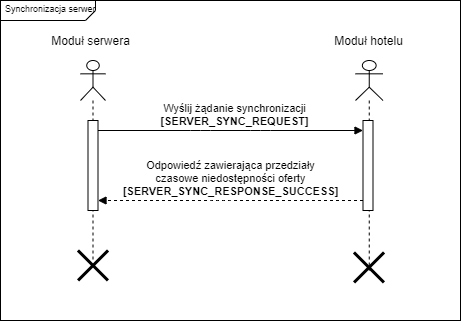 Synchronizacja serwer
Moduł serwera
Moduł hotelu
Wyślij żądanie synchronizacji
[SERVER_SYNC_REQUEST]
Odpowiedź zawierająca przedziały
czasowe niedostępności oferty
[SERVER_SYNC_RESPONSE_SUCCESS]